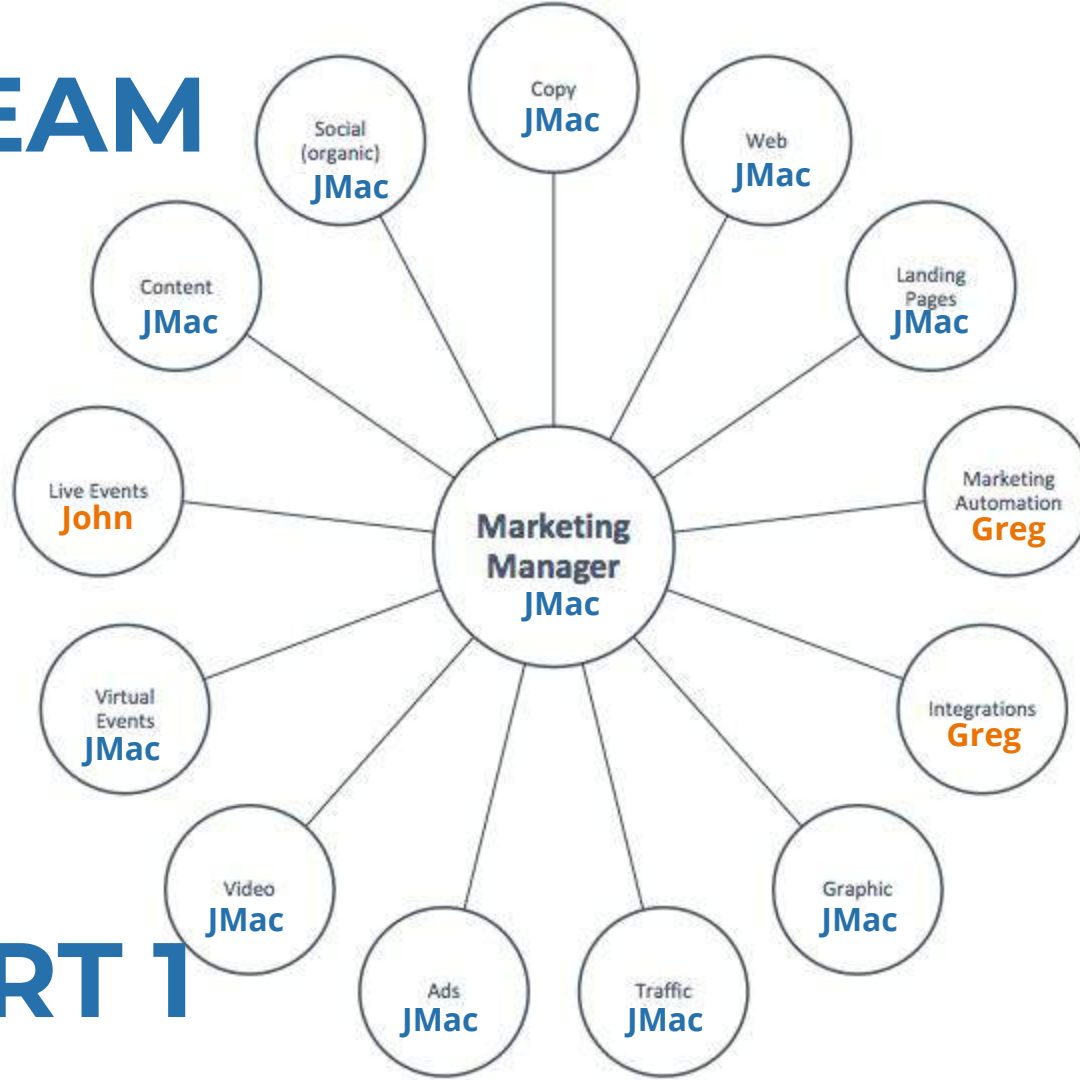 EAM
Copy
JMac
Social
(organic)
JMac
Web
JMac
Content
JMac
Landing
Pages
JMac
Live Events
John
Marketing
Automation
Greg
Marketing
Manager
JMac
Virtual
Events
JMac
Integrations
Greg
Video
JMac
Graphic
JMac
RT 1
Ads
JMac
Traffic
JMac